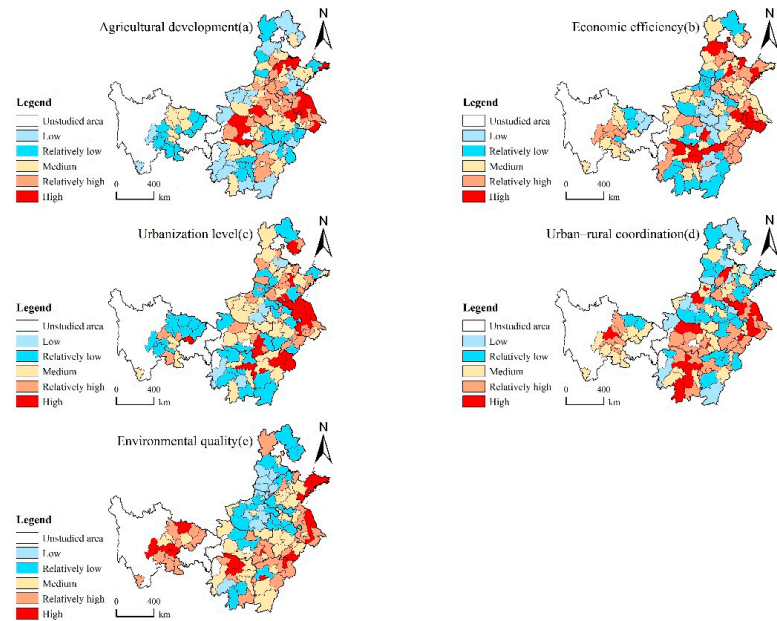 Agricultural development(a)
N
Legend
Unstudied area
Low
Relatively low
Medium
Relatively high
High
0 400
km
Economic efficiency(b)
N
Legend
Unstudied area
Low
Relatively low
Medium
Relatively high
High
0 400
km
Urbanization level(c)
N
Legend
Unstudied area
Low
Relatively low
Medium
Relatively high
High
0 400
km
Urban–rural coordination(d)
N
Legend
Unstudied area
Low
Relatively low
Medium
Relatively high
High
0 400
km
Environmental quality(e)
N
Legend
Unstudied area
Low
Relatively low
Medium
Relatively high
High
0 400
km